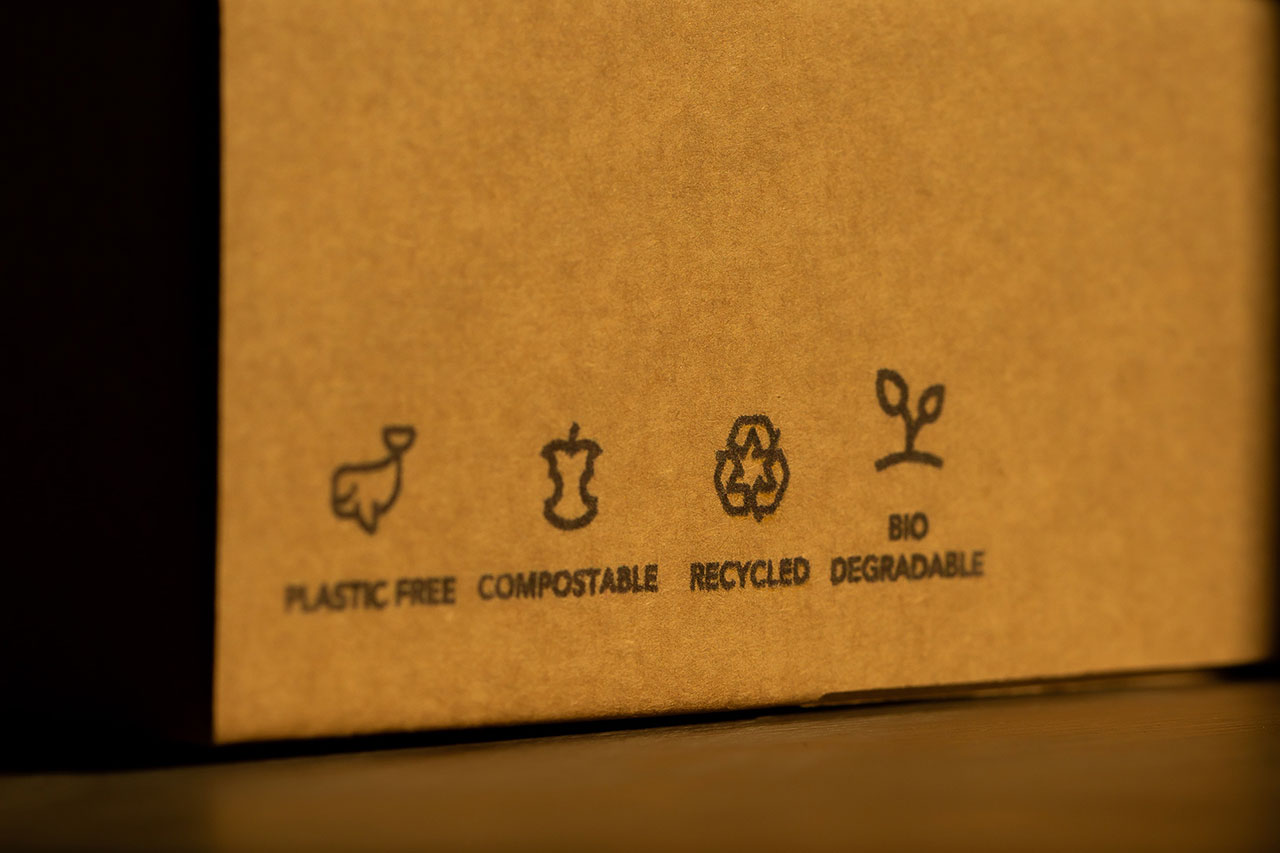 PLASTIC FREE
COMPOSTABLE
RECYCLED
BIO
DEGRADABLE